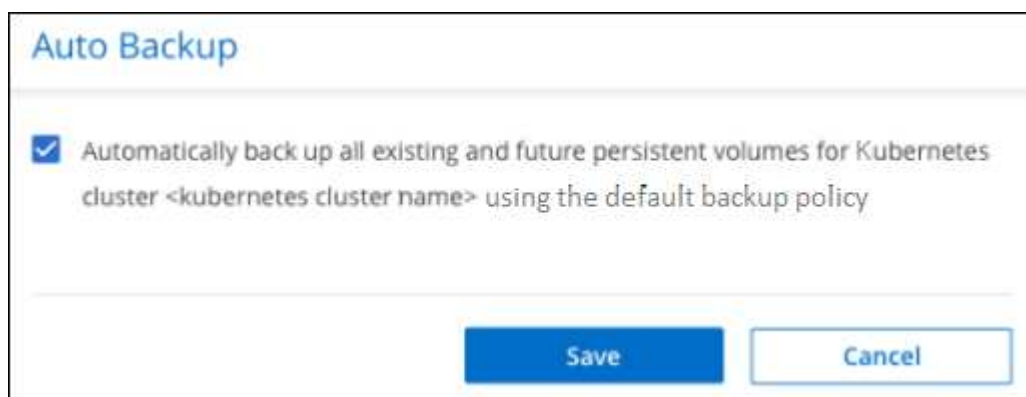 Auto Backup
Automatically back up all existing and future persistent volumes for Kubernetes
cluster <kubernetes cluster name> using the default backup policy
Save
Cancel